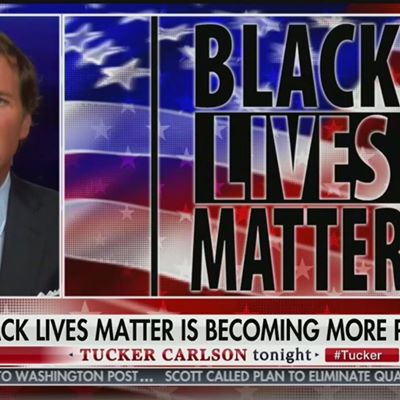 BLACK
LIVES
MATTER
ACK LIVES MATTER IS BECOMING MORE P
TUCKER CARLSON tonight #Tucker
TO WASHINGTON POST... SCOTT CALLED PLAN TO ELIMINATE QUA